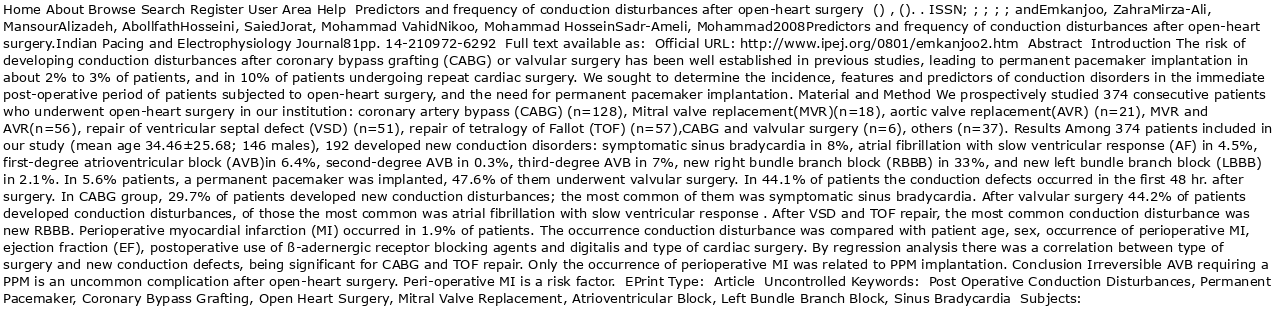 Home About Browse Search Register User Area Help  Predictors and frequency of conduction disturbances after open-heart surgery  () , (). . ISSN; ; ; ; ; andEmkanjoo, ZahraMirza-Ali,
MansourAlizadeh, AbollfathHosseini, SaiedJorat, Mohammad VahidNikoo, Mohammad HosseinSadr-Ameli, Mohammad2008Predictors and frequency of conduction disturbances after open-heart
surgery.Indian Pacing and Electrophysiology Journal81pp. 14-210972-6292  Full text available as:  Official URL: http://www.ipej.org/0801/emkanjoo2.htm  Abstract  Introduction The risk of
developing conduction disturbances after coronary bypass grafting (CABG) or valvular surgery has been well established in previous studies, leading to permanent pacemaker implantation in
about 2% to 3% of patients, and in 10% of patients undergoing repeat cardiac surgery. We sought to determine the incidence, features and predictors of conduction disorders in the immediate
post-operative period of patients subjected to open-heart surgery, and the need for permanent pacemaker implantation. Material and Method We prospectively studied 374 consecutive patients
who underwent open-heart surgery in our institution: coronary artery bypass (CABG) (n=128), Mitral valve replacement(MVR)(n=18), aortic valve replacement(AVR) (n=21), MVR and
AVR(n=56), repair of ventricular septal defect (VSD) (n=51), repair of tetralogy of Fallot (TOF) (n=57),CABG and valvular surgery (n=6), others (n=37). Results Among 374 patients included in
our study (mean age 34.46±25.68; 146 males), 192 developed new conduction disorders: symptomatic sinus bradycardia in 8%, atrial fibrillation with slow ventricular response (AF) in 4.5%,
first-degree atrioventricular block (AVB)in 6.4%, second-degree AVB in 0.3%, third-degree AVB in 7%, new right bundle branch block (RBBB) in 33%, and new left bundle branch block (LBBB)
in 2.1%. In 5.6% patients, a permanent pacemaker was implanted, 47.6% of them underwent valvular surgery. In 44.1% of patients the conduction defects occurred in the first 48 hr. after
surgery. In CABG group, 29.7% of patients developed new conduction disturbances; the most common of them was symptomatic sinus bradycardia. After valvular surgery 44.2% of patients
developed conduction disturbances, of those the most common was atrial fibrillation with slow ventricular response . After VSD and TOF repair, the most common conduction disturbance was
new RBBB. Perioperative myocardial infarction (MI) occurred in 1.9% of patients. The occurrence conduction disturbance was compared with patient age, sex, occurrence of perioperative MI,
ejection fraction (EF), postoperative use of ß-adernergic receptor blocking agents and digitalis and type of cardiac surgery. By regression analysis there was a correlation between type of
surgery and new conduction defects, being significant for CABG and TOF repair. Only the occurrence of perioperative MI was related to PPM implantation. Conclusion Irreversible AVB requiring a
PPM is an uncommon complication after open-heart surgery. Peri-operative MI is a risk factor.  EPrint Type:  Article  Uncontrolled Keywords:  Post Operative Conduction Disturbances, Permanent
Pacemaker, Coronary Bypass Grafting, Open Heart Surgery, Mitral Valve Replacement, Atrioventricular Block, Left Bundle Branch Block, Sinus Bradycardia  Subjects: